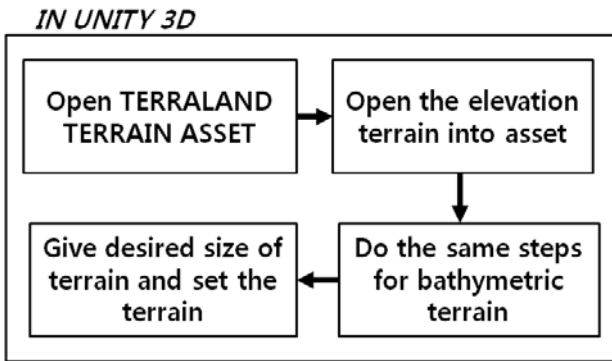 IN UNITY 3D
Open TERRALAND
TERRAIN ASSET
Open the elevation
terrain into asset
Do the same steps
for bathymetric
terrain
Give desired size of
terrain and set the
terrain